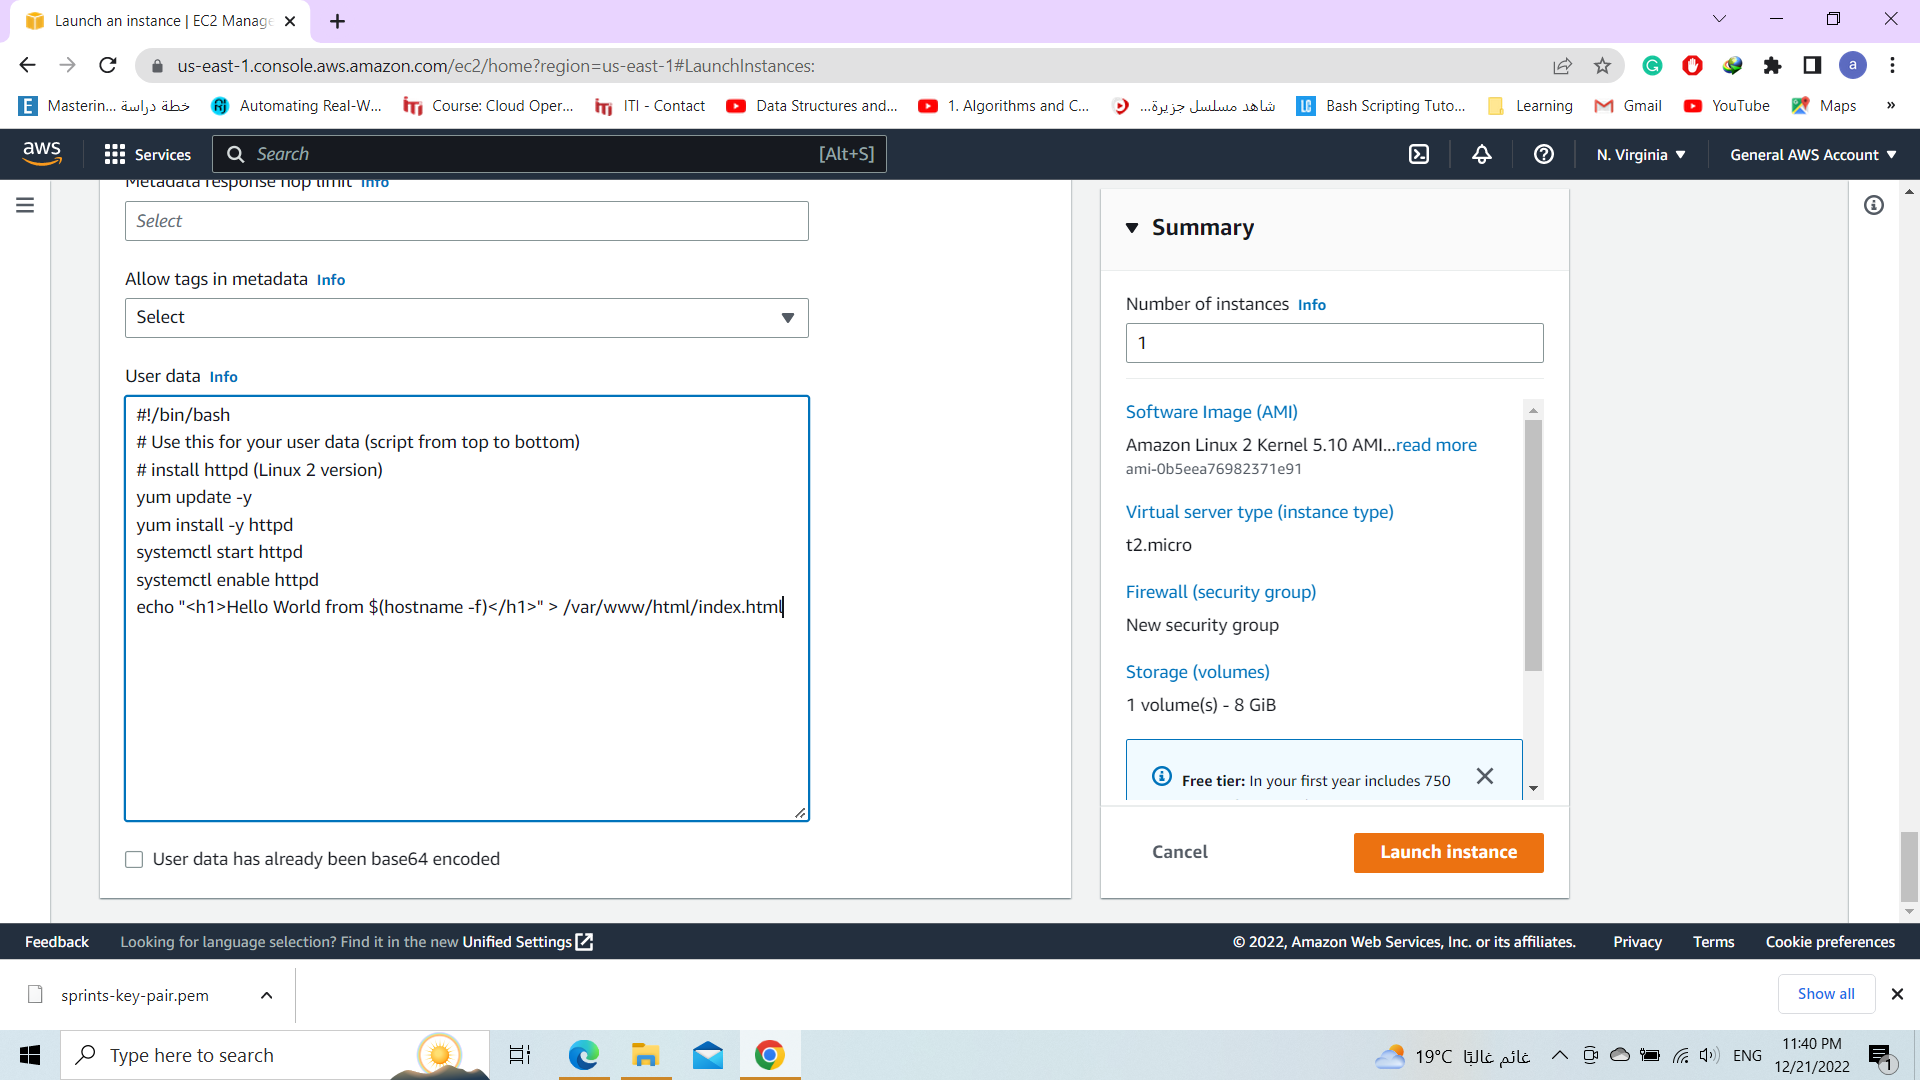 Launch an instance | EC2 Manage
us-east-1.console.aws.amazon.com/ec2/home?region=us-east-1#LaunchInstances:
a
Masterin... خطة دراسة
Automating Real-W...
Course: Cloud Oper...
ITI - Contact
Data Structures and...
1. Algorithms and C...
شاهد مسلسل جزيرة...
LC
Bash Scripting Tuto...
Learning
Gmail
YouTube
Maps
»
aws
Services
Search
[Alt+S]
N. Virginia
General AWS Account
Metadata response hop limit Info
Select
Allow tags in metadata Info
Select
User data Info
#!/bin/bash
# Use this for your user data (script from top to bottom)
# install httpd (Linux 2 version)
yum update -y
yum install -y httpd
systemctl start httpd
systemctl enable httpd
echo "<h1>Hello World from $(hostname -f)</h1>" > /var/www/html/index.html
User data has already been base64 encoded
Summary
Number of instances Info
1
Software Image (AMI)
Amazon Linux 2 Kernel 5.10 AMI...read more
ami-0b5eea76982371e91
Virtual server type (instance type)
t2.micro
Firewall (security group)
New security group
Storage (volumes)
1 volume(s) - 8 GiB
Free tier: In your first year includes 750
Cancel
Launch instance
Feedback
Looking for language selection? Find it in the new Unified Settings
© 2022, Amazon Web Services, Inc. or its affiliates.
Privacy
Terms
Cookie preferences
sprints-key-pair.pem
Show all
Type here to search
19°C غائم غالبًا
ENG
11:40 PM
12/21/2022
1